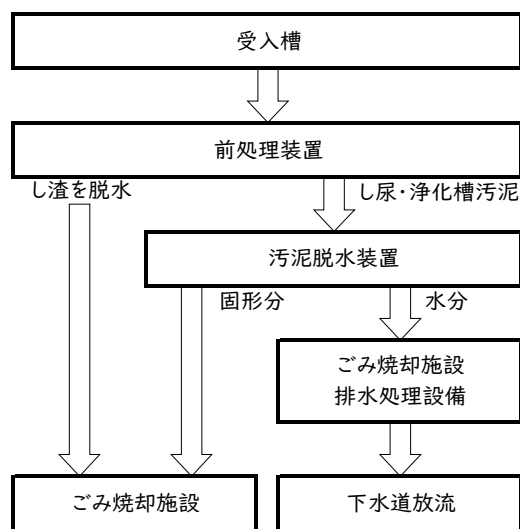 受入槽
前処理装置
し渣を脱水
し尿・浄化槽汚泥
汚泥脱水装置
固形分
水分
ごみ焼却施設
排水処理設備
ごみ焼却施設
下水道放流